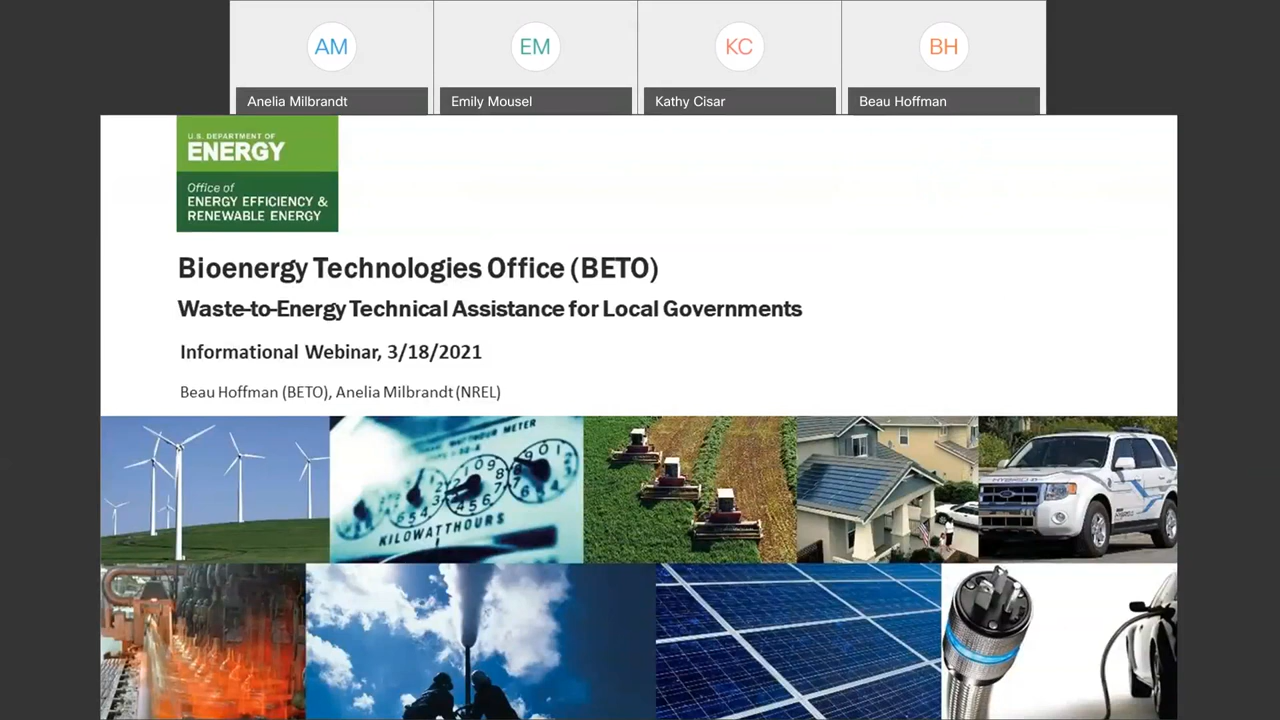 AM
EM
KC
BH
Anelia Milbrandt
Emily Mousel
Kathy Cisar
Beau Hoffman
U.S. DEPARTMENT OF
ENERGY
Office of
ENERGY EFFICIENCY &
RENEWABLE ENERGY
Bioenergy Technologies Office (BETO)
Waste-to-Energy Technical Assistance for Local Governments
Informational Webinar, 3/18/2021
Beau Hoffman (BETO), Anelia Milbrandt (NREL)
METER
KILOWATTHOURS
HYBRID